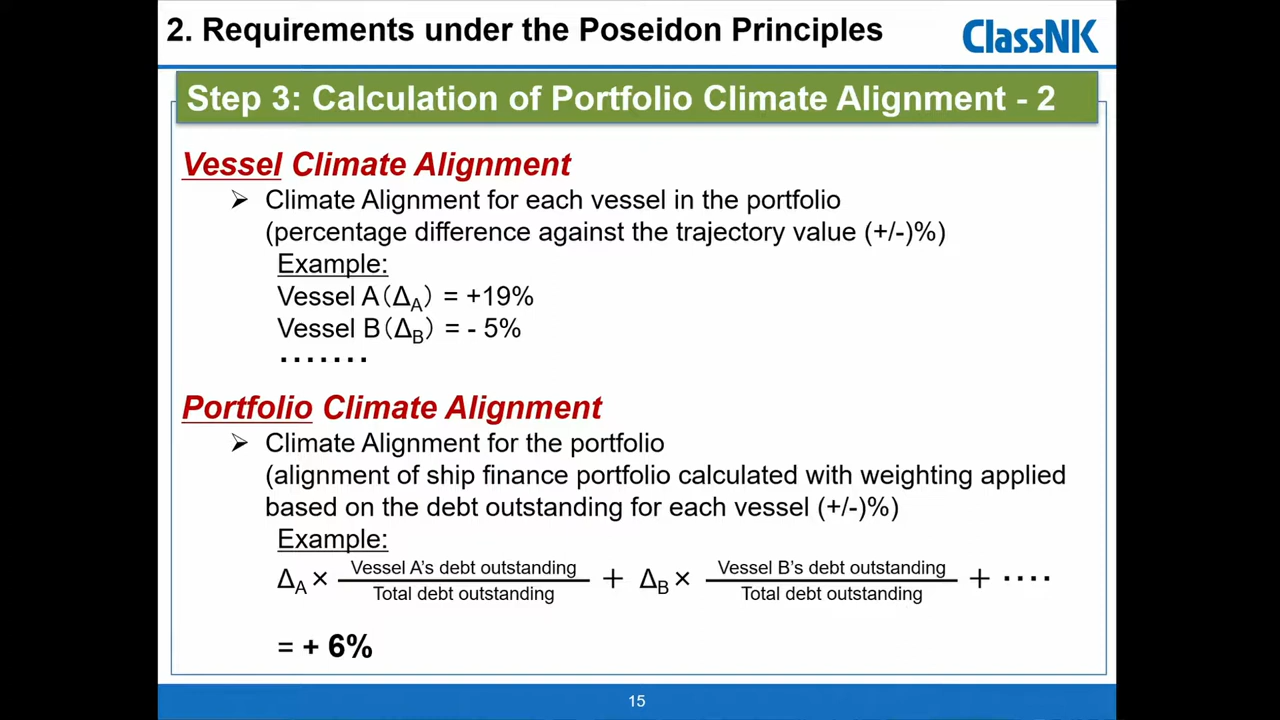 2. Requirements under the Poseidon Principles
ClassNK
Step 3: Calculation of Portfolio Climate Alignment - 2
Vessel Climate Alignment
➢ Climate Alignment for each vessel in the portfolio
(percentage difference against the trajectory value (+/-)%)
Example:
Vessel A（ΔA）= +19%
Vessel B（ΔB）= - 5%
･･･････
Portfolio Climate Alignment
➢ Climate Alignment for the portfolio
(alignment of ship finance portfolio calculated with weighting applied
based on the debt outstanding for each vessel (+/-)%)
Example:
ΔA × Vessel A's debt outstanding / Total debt outstanding ＋ ΔB × Vessel B's debt outstanding / Total debt outstanding ＋ ････
= + 6%
15